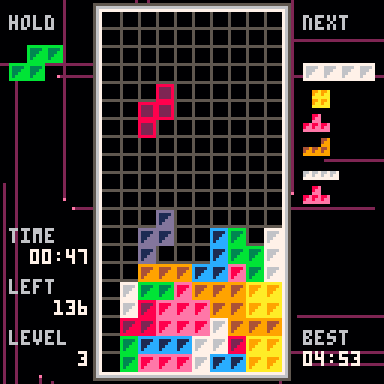 HOLD
NEXT
TIME
00:47
LEFT
136
LEVEL
3
BEST
04:53